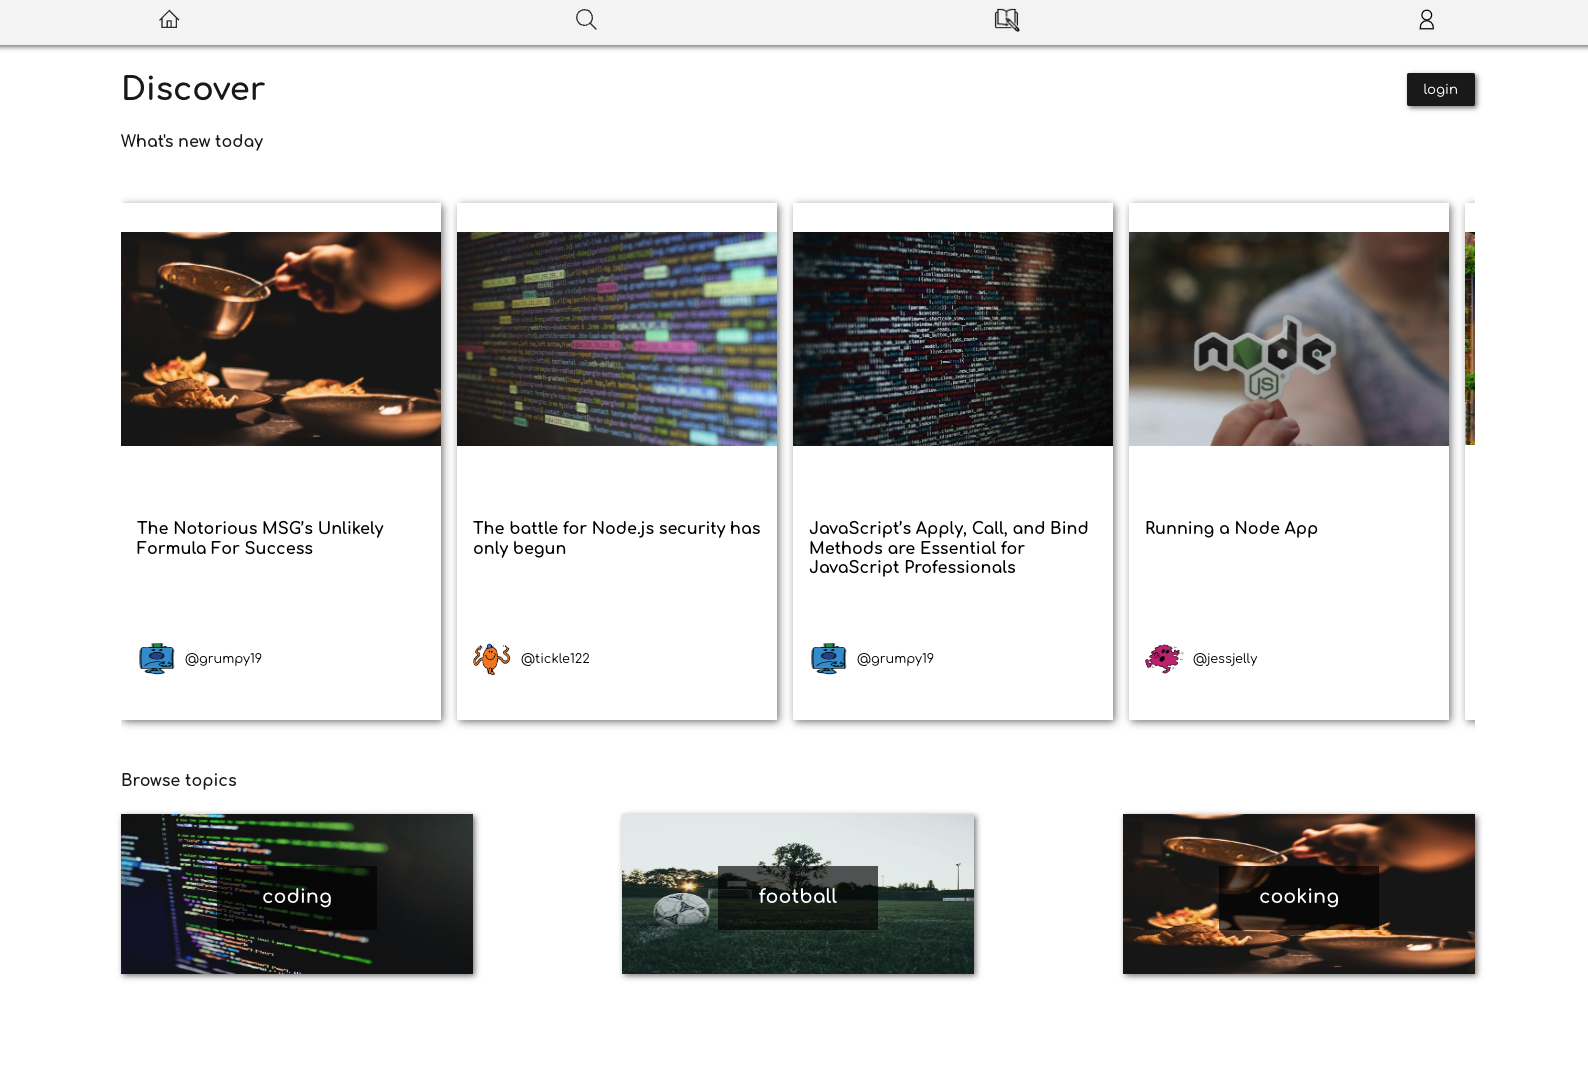 Discover
login
What's new today
The Notorious MSG’s Unlikely
Formula For Success
@grumpy19
The battle for Node.js security has
only begun
@tickle122
JavaScript’s Apply, Call, and Bind
Methods are Essential for
JavaScript Professionals
@grumpy19
node
JS
Running a Node App
@jessjelly
Browse topics
coding
football
cooking